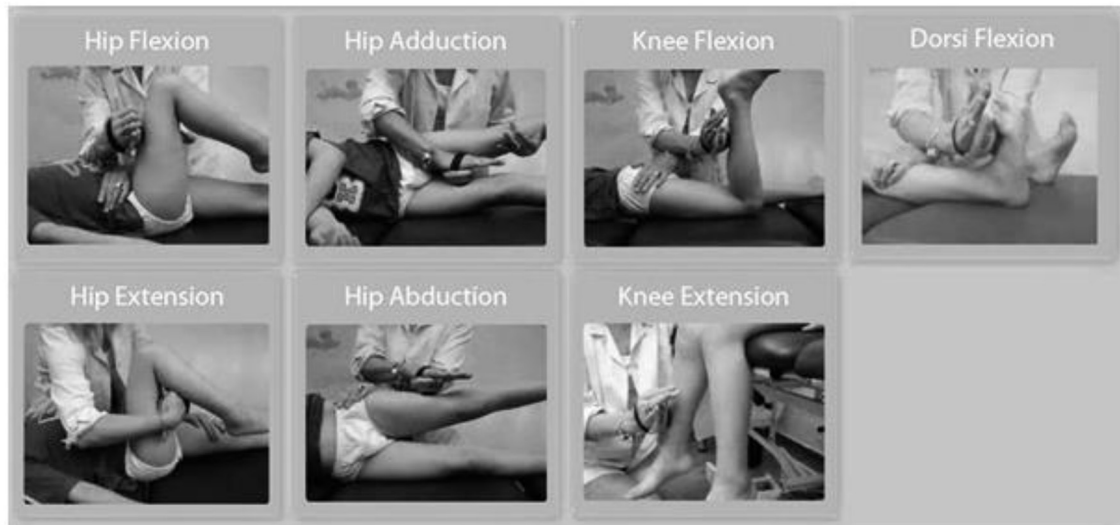 Hip Flexion
Hip Adduction
Knee Flexion
Dorsi Flexion
Hip Extension
Hip Abduction
Knee Extension